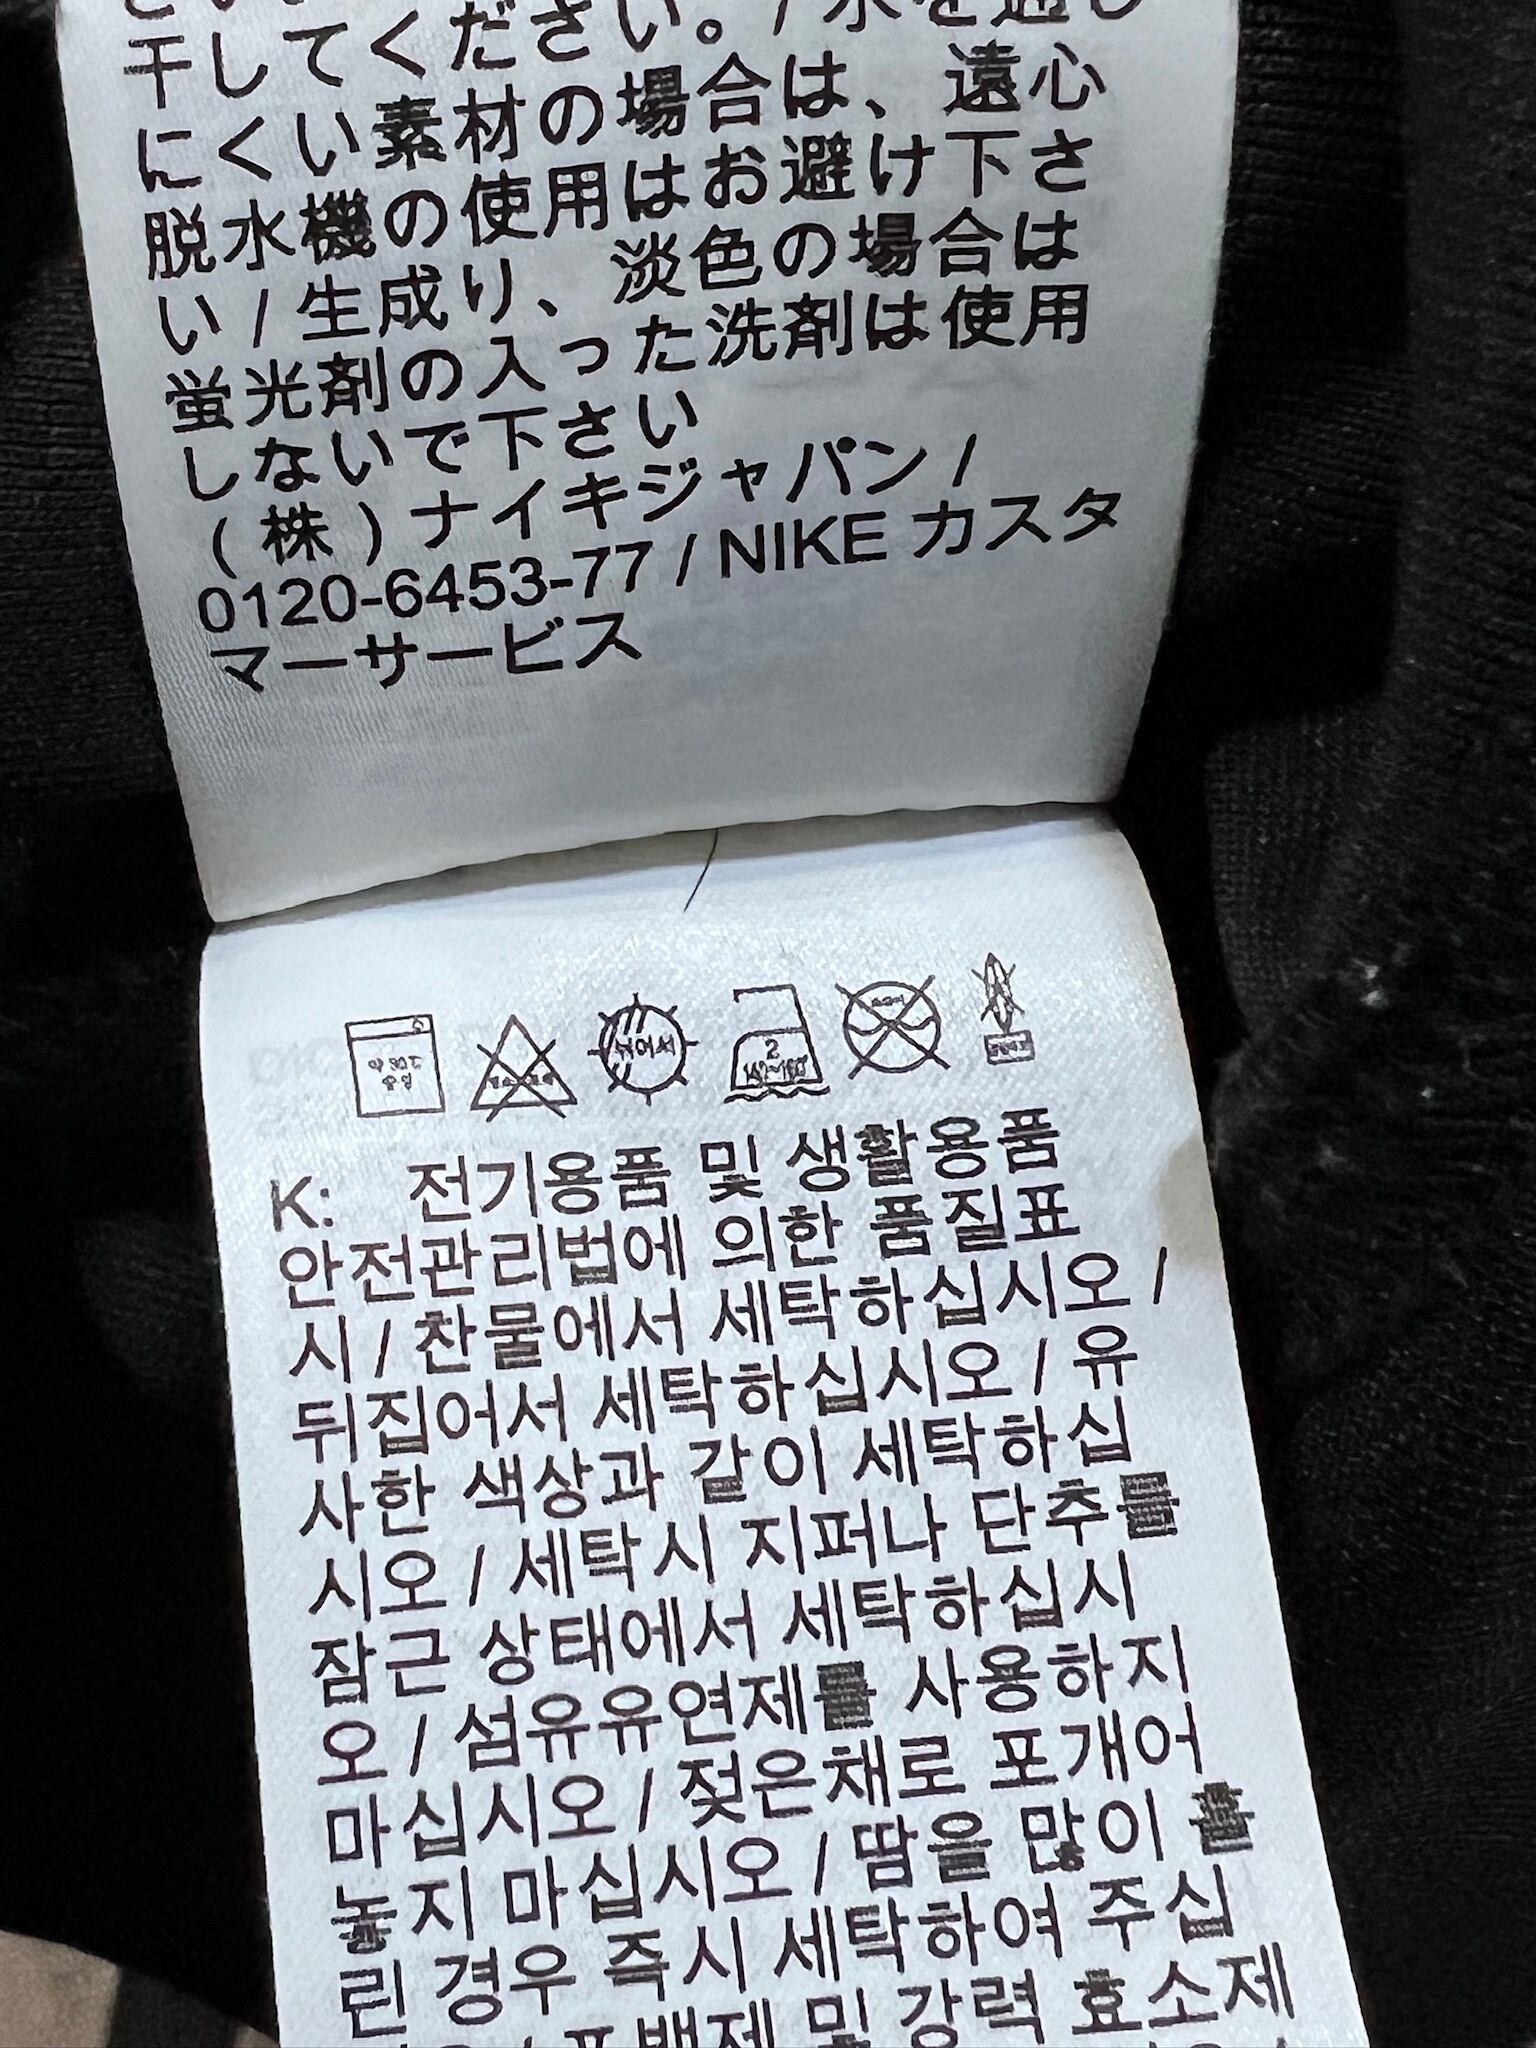 干してください。/ 水を通し
にくい素材の場合は、遠心
脱水機の使用はお避け下さ
い / 生成り、淡色の場合は
蛍光剤の入った洗剤は使用
しないで下さい
(株) ナイキジャパン /
0120-6453-77 / NIKE カスタ
マーサービス
2
K: 전기용품 및 생활용품
안전관리법에 의한 품질표
시 / 찬물에서 세탁하십시오 /
뒤집어서 세탁하십시오 / 유
사한 색상과 같이 세탁하십
시오 / 세탁시 지퍼나 단추를
잠근 상태에서 세탁하십시
오 / 섬유유연제를 사용하지
마십시오 / 젖은채로 포개어
놓지 마십시오 / 땀을 많이 흘
린 경우 즉시 세탁하여 주십
표백제 및 강력 효소제